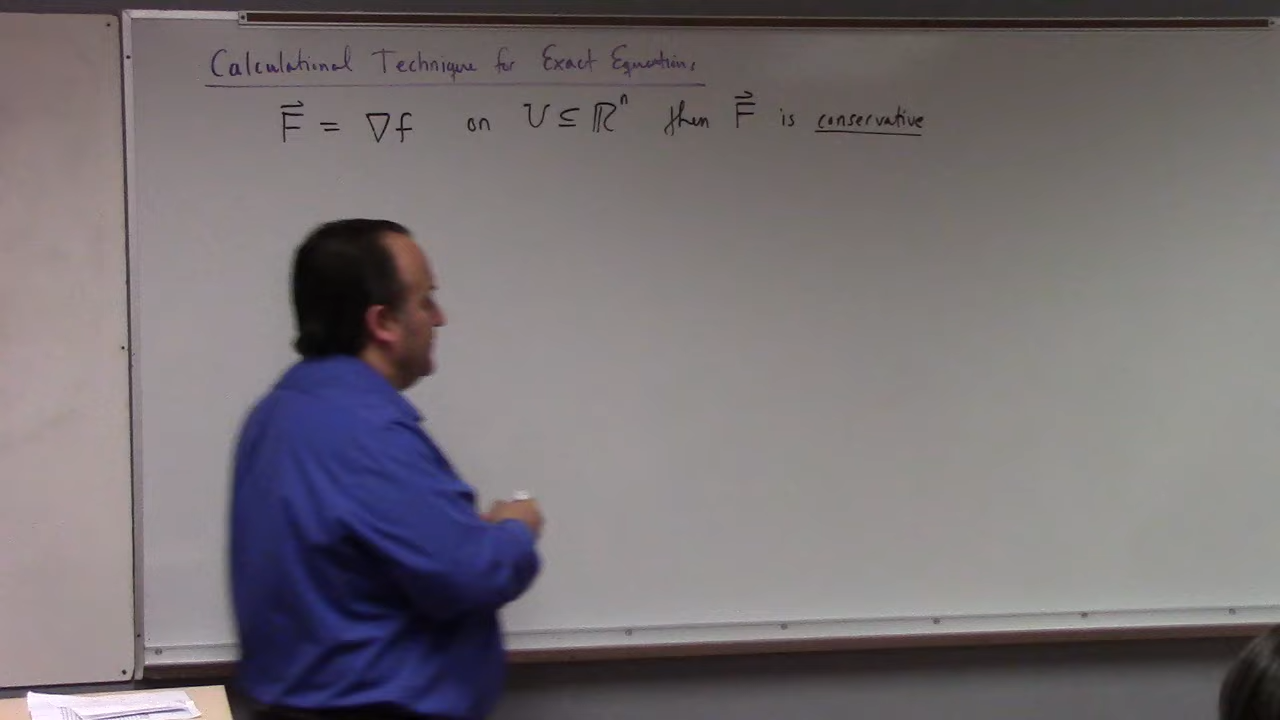 Calculational Technique for Exact Equations
F⃗ = ∇f on U ⊆ ℝⁿ then F⃗ is conservative